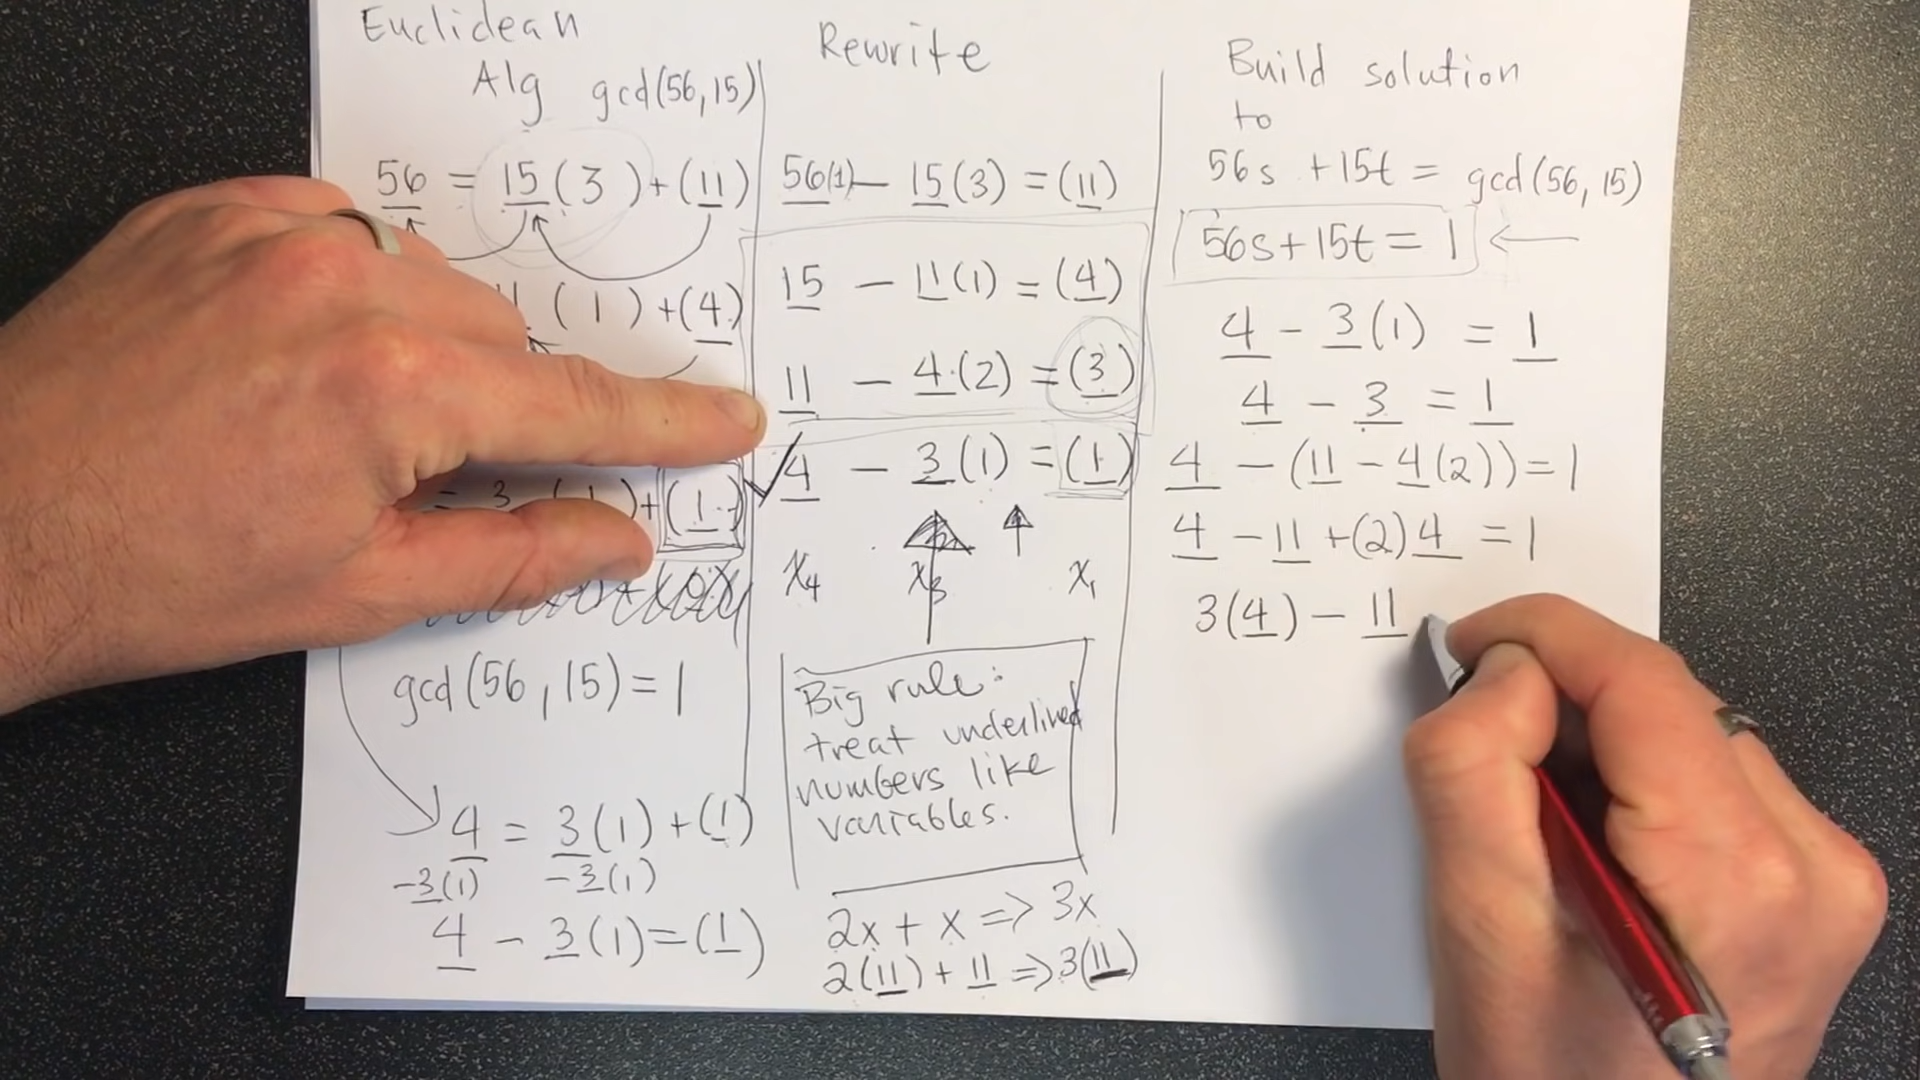 Euclidean
Alg gcd(56,15)
56 = 15(3)+(11)
(1)+(4)
+(1)
gcd(56,15)=1
4 = 3(1)+(1)
-3(1) -3(1)
4 - 3(1)=(1)
Rewrite
56(1)- 15(3) = (11)
15 - 11(1) = (4)
11 - 4·(2) = (3)
✓4 - 3(1) = (1)
x4 x3 x1
Big rule:
treat underlined
numbers like
variables.
2x + x => 3x
2(11) + 11 => 3(11)
Build solution
to
56s + 15t = gcd(56,15)
56s+15t = 1 ←
4 - 3(1) = 1
4 - 3 = 1
4 - (11 - 4(2)) = 1
4 - 11 +(2)4 = 1
3(4) - 11